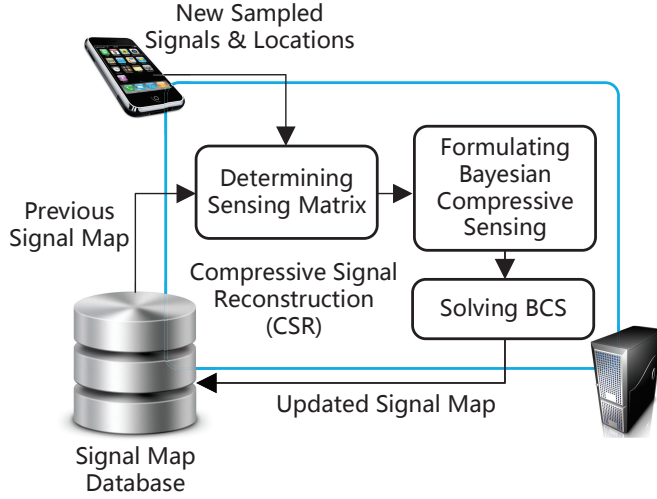 New Sampled
Signals & Locations
Determining
Sensing Matrix
Formulating
Bayesian
Compressive
Sensing
Previous
Signal Map
Compressive Signal
Reconstruction
(CSR)
Solving BCS
Updated Signal Map
Signal Map
Database